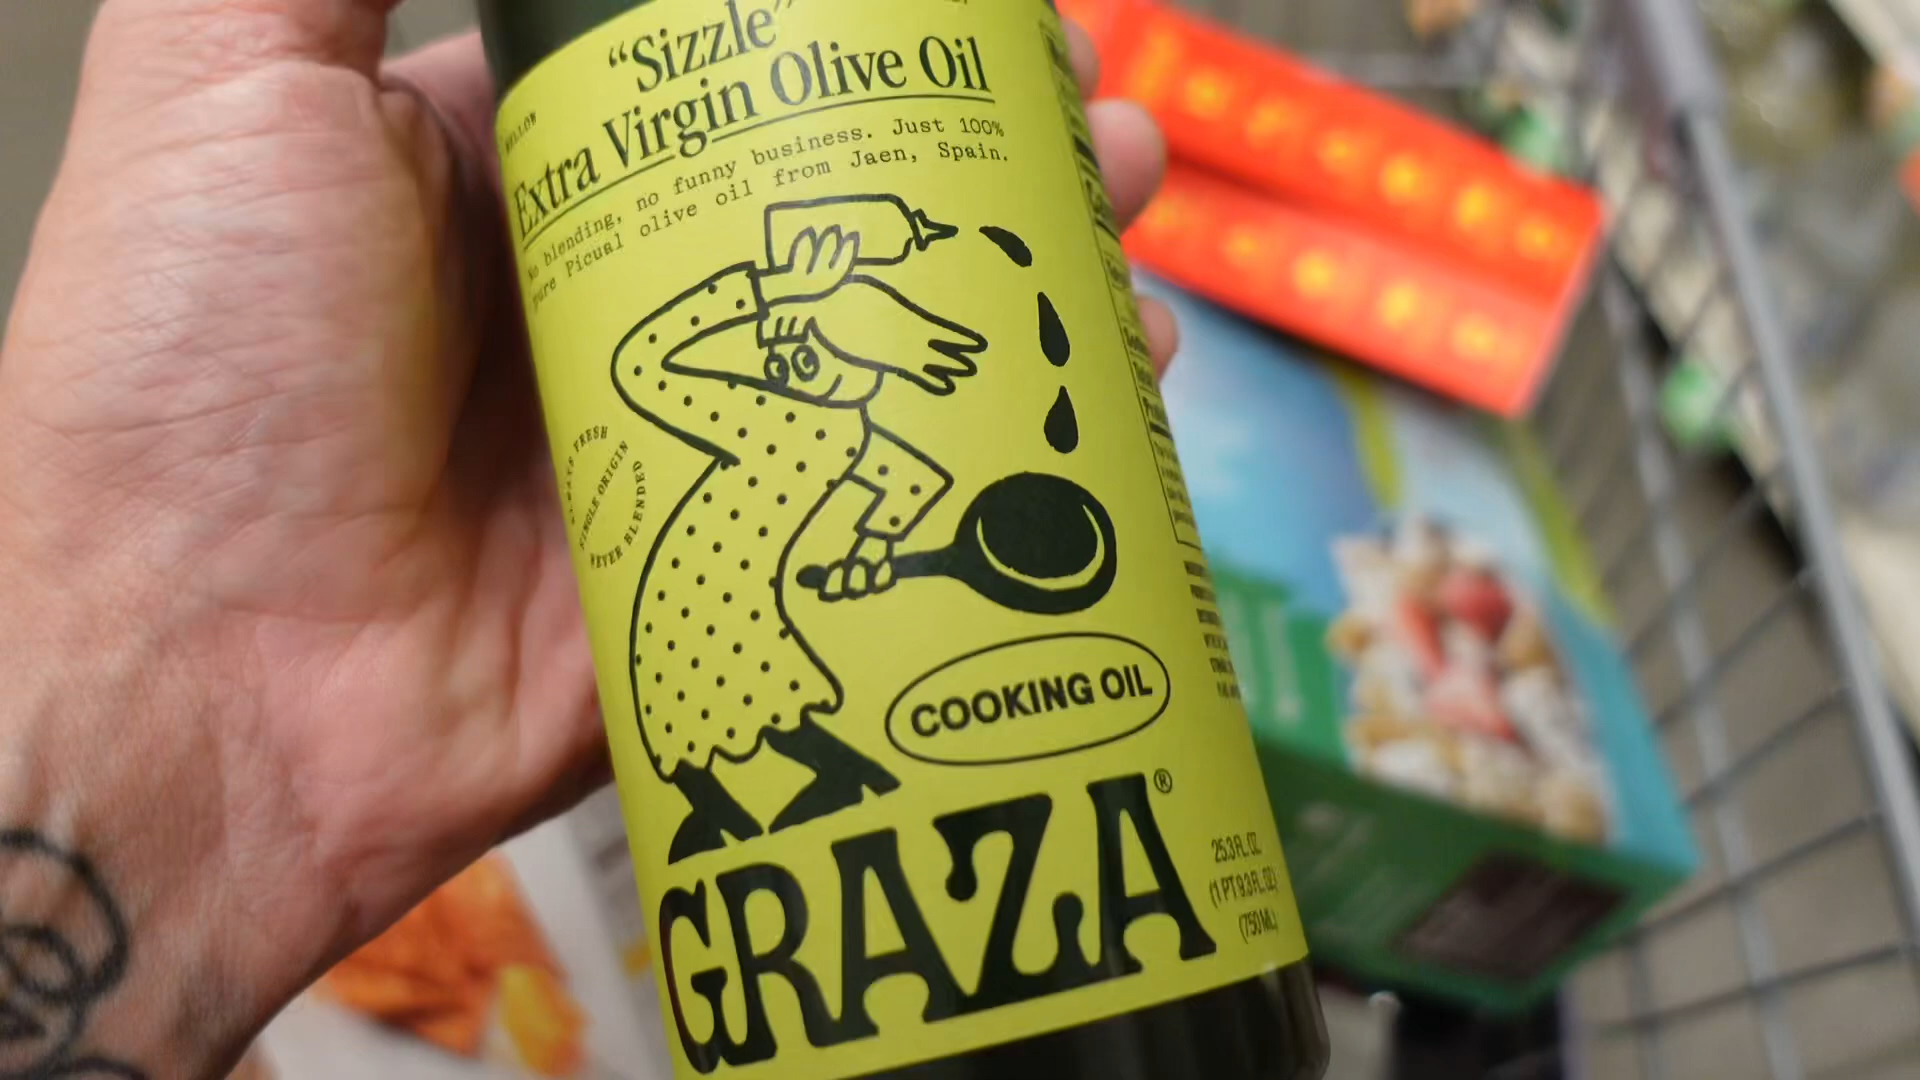 MELLOW
“Sizzle”
Extra Virgin Olive Oil
No blending, no funny business. Just 100%
pure Picual olive oil from Jaen, Spain.
ALWAYS FRESH
SINGLE ORIGIN
NEVER BLENDED
COOKING OIL
GRAZA®
25.3 FL. OZ.
(1 PT 9.3 FL. OZ)
(750 ML)